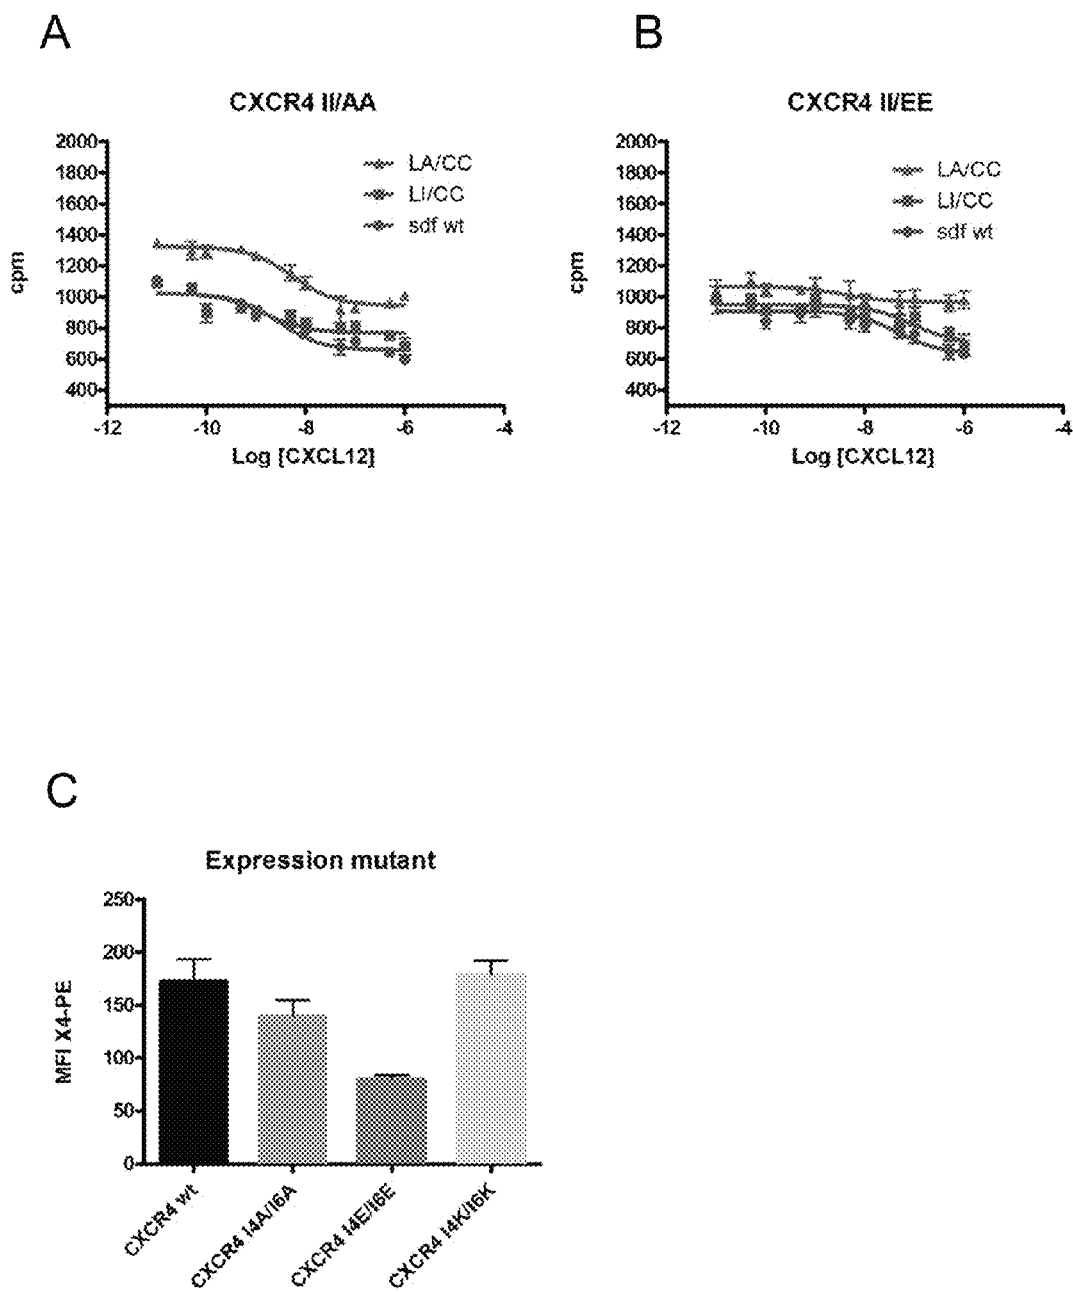 A
CXCR4 II/AA
2000
1800
1600
1400
1200
1000
800
600
400
cpm
LA/CC
LI/CC
sdf wt
-12 -10 -8 -6 -4
Log [CXCL12]
B
CXCR4 II/EE
2000
1800
1600
1400
1200
1000
800
600
400
cpm
LA/CC
LI/CC
sdf wt
-12 -10 -8 -6 -4
Log [CXCL12]
C
Expression mutant
250
200
150
100
50
0
MFI X4-PE
CXCR4 wt
CXCR4 I4A/I6A
CXCR4 I4E/I6E
CXCR4 I4K/I6K